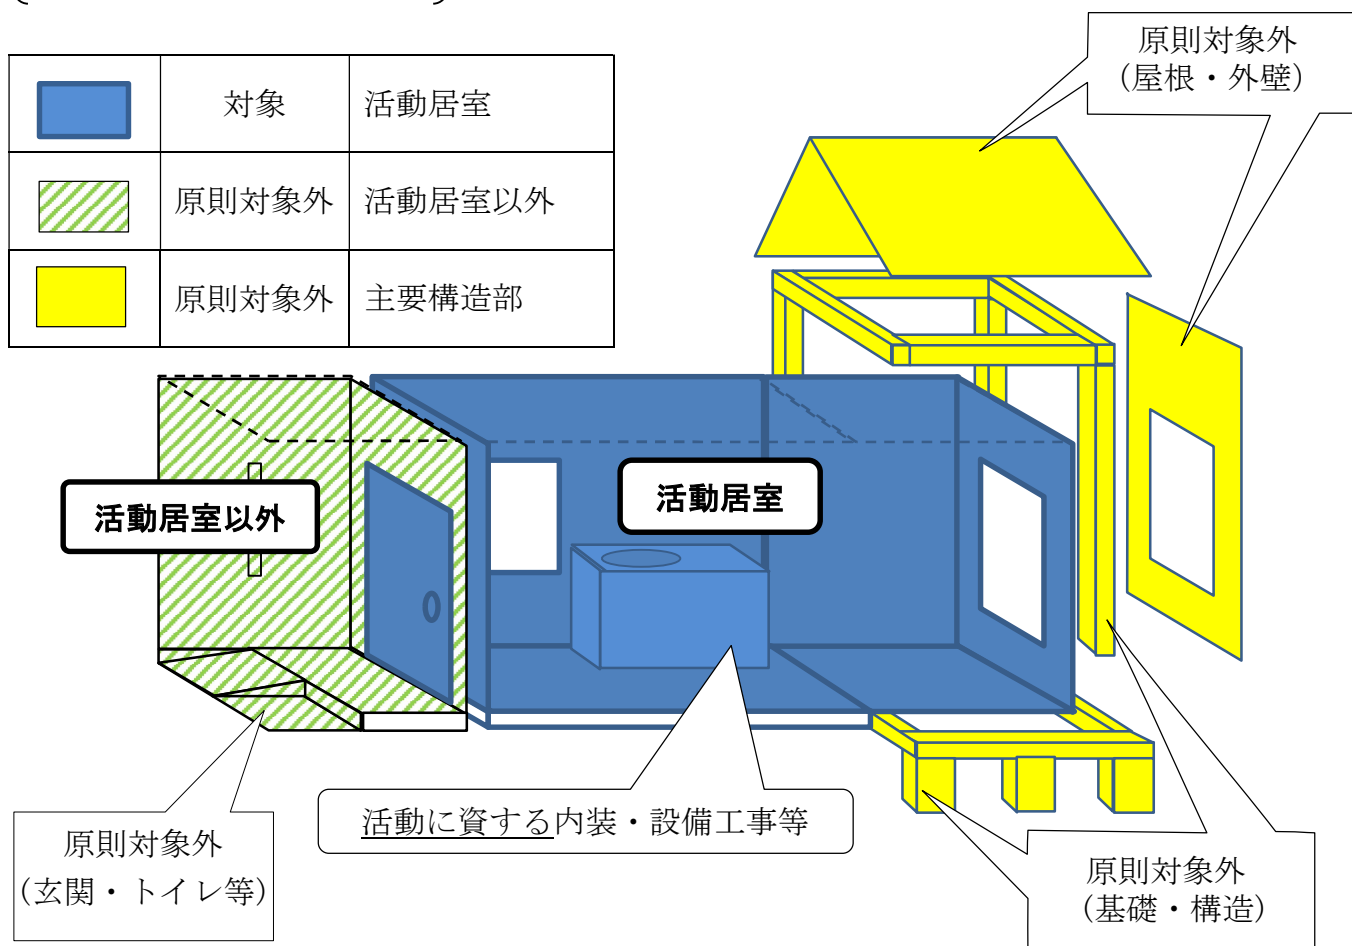 原則対象外
(屋根・外壁)
対象 活動居室
原則対象外 活動居室以外
原則対象外 主要構造部
活動居室以外
活動居室
活動に資する内装・設備工事等
原則対象外
(玄関・トイレ等)
原則対象外
(基礎・構造)